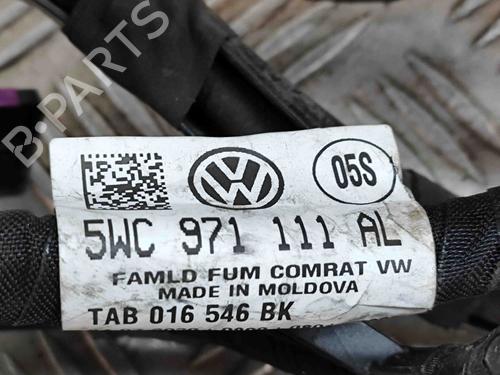 B-PARTS
05S
5WC 971 111 AL
FAMLD FUM COMRAT VW
MADE IN MOLDOVA
TAB 016 546 BK